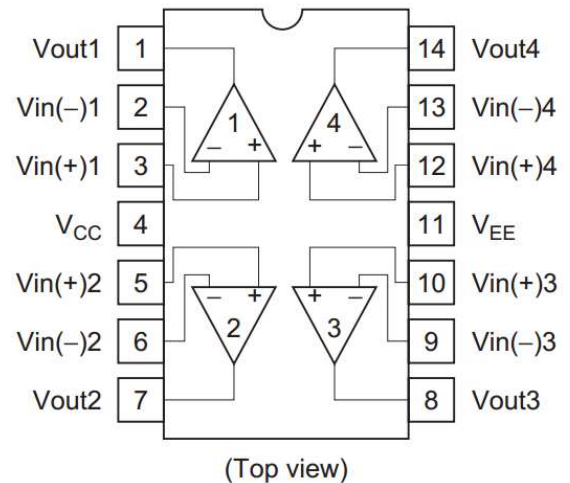 Vout1 1 14 Vout4
Vin(−)1 2 13 Vin(−)4
1 4
− + + −
Vin(+)1 3 12 Vin(+)4
V_CC 4 11 V_EE
Vin(+)2 5 10 Vin(+)3
− + + −
2 3
Vin(−)2 6 9 Vin(−)3
Vout2 7 8 Vout3
(Top view)